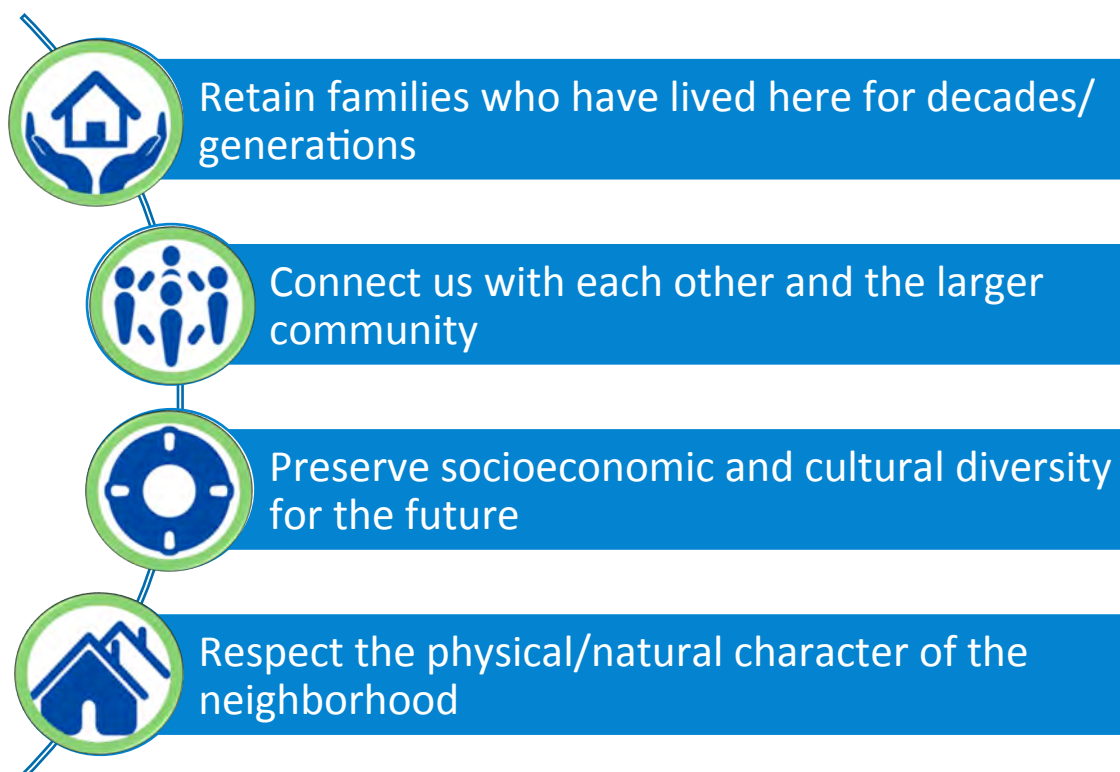 Retain families who have lived here for decades/
generations
Connect us with each other and the larger
community
Preserve socioeconomic and cultural diversity
for the future
Respect the physical/natural character of the
neighborhood